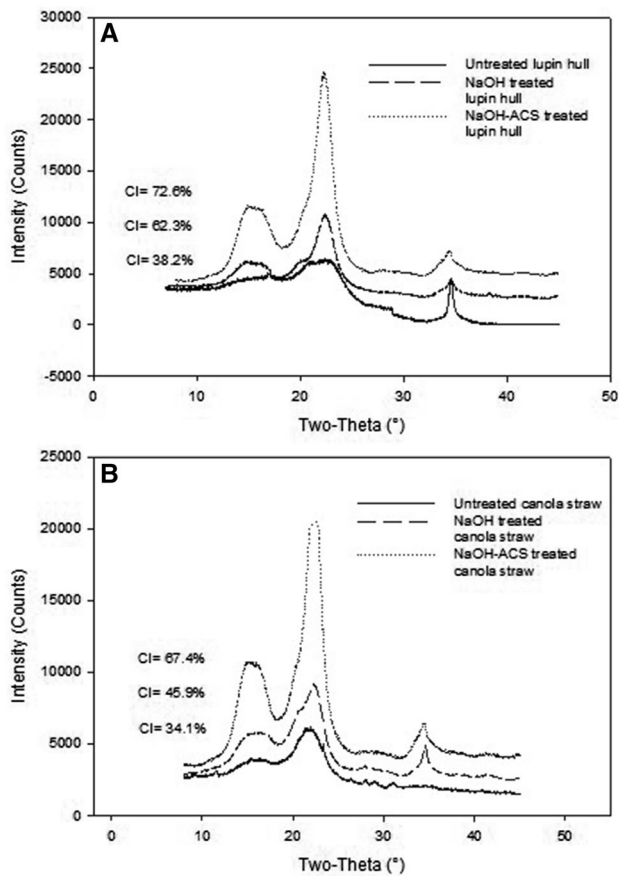 A
30000
25000
20000
15000
10000
5000
0
-5000
Intensity (Counts)
Untreated lupin hull
NaOH treated
lupin hull
NaOH-ACS treated
lupin hull
CI= 72.6%
CI= 62.3%
CI= 38.2%
0 10 20 30 40 50
Two-Theta (°)
B
25000
20000
15000
10000
5000
0
Intensity (Counts)
Untreated canola straw
NaOH treated
canola straw
NaOH-ACS treated
canola straw
CI= 67.4%
CI= 45.9%
CI= 34.1%
0 10 20 30 40 50
Two-Theta (°)